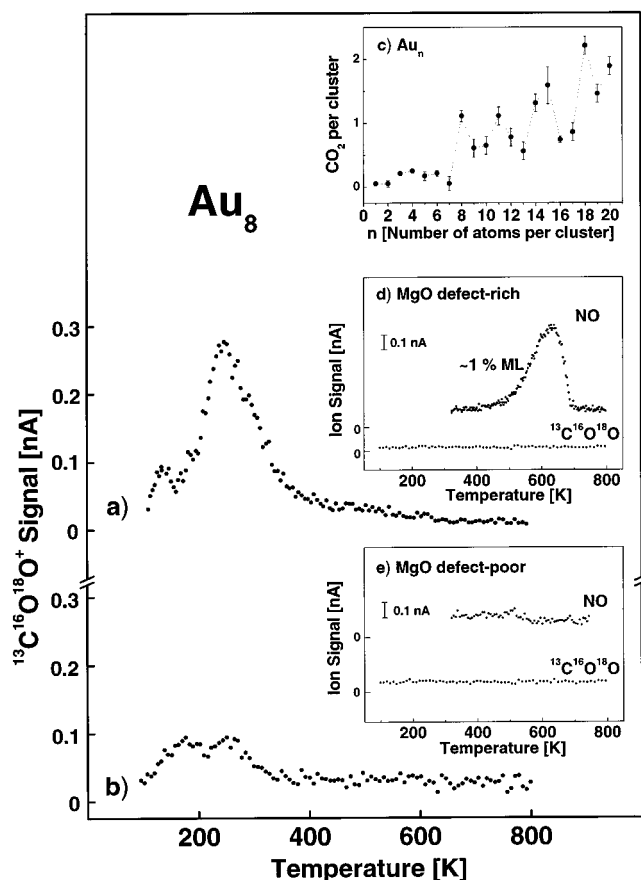 Au₈
¹³C¹⁶O¹⁸O⁺ Signal [nA]
0.3
0.2
0.1
0
a)
0.3
0.2
0.1
0
b)
200 400 600 800
Temperature [K]
c) Auₙ
CO₂ per cluster
2
1
0
0 2 4 6 8 10 12 14 16 18 20
n [Number of atoms per cluster]
d) MgO defect-rich
NO
0.1 nA
~1 % ML
Ion Signal [nA]
0
¹³C¹⁶O¹⁸O
0
200 400 600 800
Temperature [K]
e) MgO defect-poor
NO
0.1 nA
Ion Signal [nA]
0
¹³C¹⁶O¹⁸O
0
200 400 600 800
Temperature [K]